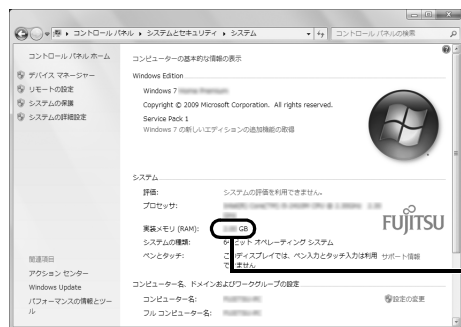 コントロール パネル ▸ システムとセキュリティ ▸ システム
コントロール パネルの検索
コントロール パネル ホーム
デバイス マネージャー
リモートの設定
システムの保護
システムの詳細設定
コンピューターの基本的な情報の表示
Windows Edition
Windows 7
Copyright © 2009 Microsoft Corporation. All rights reserved.
Service Pack 1
Windows 7 の新しいエディションの追加機能の取得
システム
評価: システムの評価を利用できません。
プロセッサ:
実装メモリ (RAM): GB
システムの種類: ビット オペレーティング システム
ペンとタッチ: ディスプレイでは、ペン入力とタッチ入力は利用 サポート情報
できません
FUJITSU
コンピューター名、ドメインおよびワークグループの設定
コンピューター名: 設定の変更
フル コンピューター名:
関連項目
アクション センター
Windows Update
パフォーマンスの情報とツール